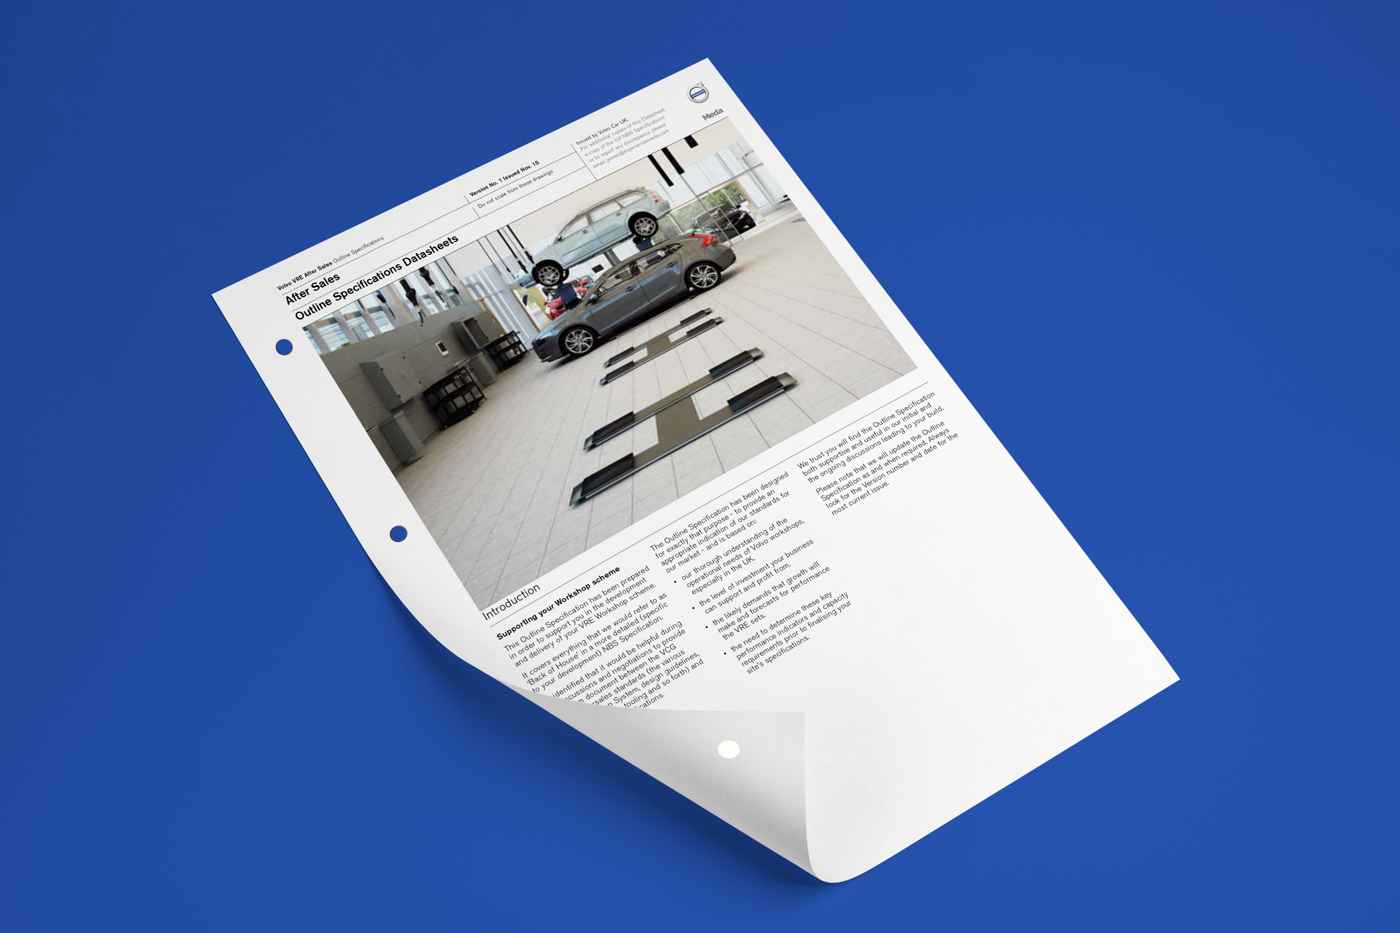 Volvo VRE After Sales Outline Specifications
Version No. 1 Issued Nov. 15
Do not scale from these drawings
Issued by Volvo Car UK.
For additional copies of this Datasheet,
a copy of the full NBS Specifications
or to report any discrepancy, please
Meda
After Sales
Outline Specifications Datasheets
Introduction
Supporting your Workshop scheme
This Outline Specification has been prepared
in order to support you in the development
and delivery of your VRE Workshop scheme.
It covers everything that we would refer to as
'Back of House' in a more detailed (specific
to your development) NBS Specification.
identified that it would be helpful during
scussions and negotiations to provide
document between the VCG
rsales standards (the various
System, design guidelines,
tooling and so forth) and
ications.
The Outline Specification has been designed
for exactly that purpose - to provide an
appropriate indication of our standards for
our market - and is based on:
• our thorough understanding of the
operational needs of Volvo workshops,
especially in the UK.
• the level of investment your business
can support and profit from.
• the likely demands that growth will
make and forecasts for performance
the VRE sets.
• the need to determine these key
performance indicators and capacity
requirements prior to finalising your
site's specifications.
We trust you will find the Outline Specification
both supportive and useful in our initial and
the ongoing discussions leading to your build.
Please note that we will update the Outline
Specification as and when required. Always
look for the Version number and date for the
most current issue.